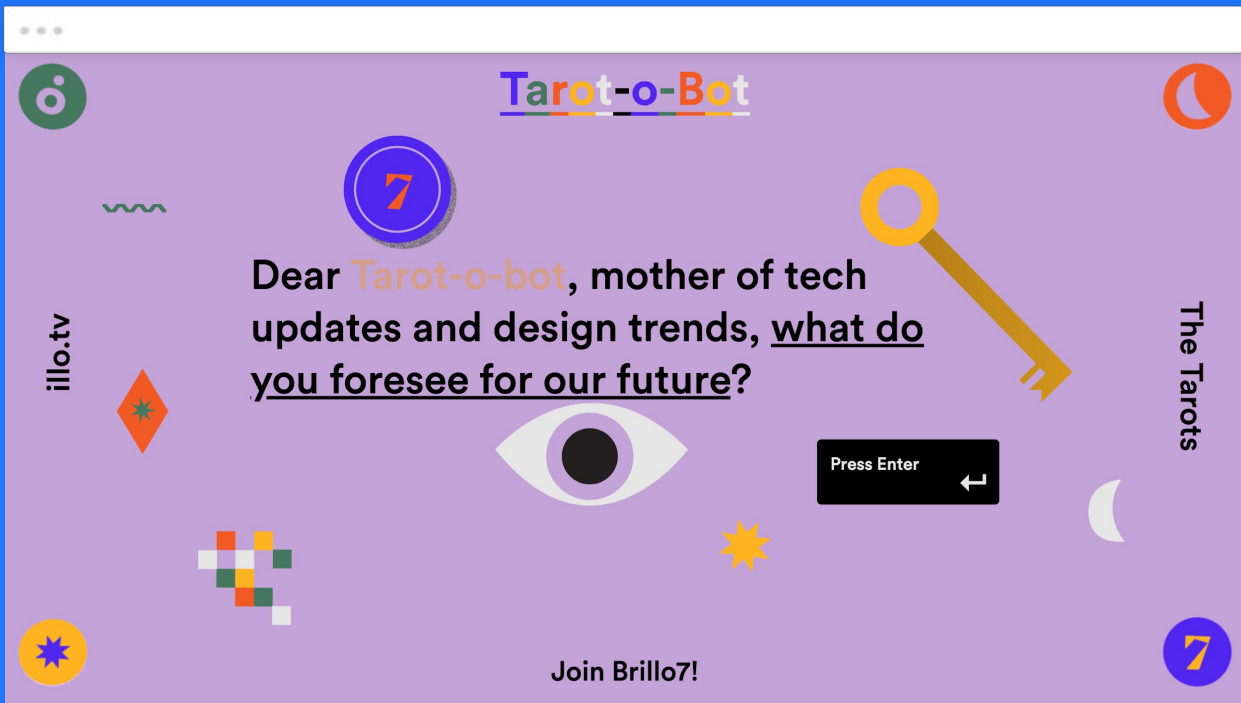 Tarot-o-Bot
7
Dear Tarot-o-bot, mother of tech
updates and design trends, what do
you foresee for our future?
illo.tv
The Tarots
Press Enter
Join Brillo7!
7